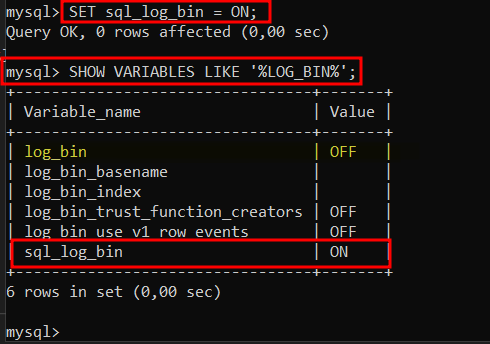 mysql> SET sql_log_bin = ON;
Query OK, 0 rows affected (0,00 sec)
mysql> SHOW VARIABLES LIKE '%LOG_BIN%';
+---------------------------------+-------+
| Variable_name                   | Value |
+---------------------------------+-------+
| log_bin                         | OFF   |
| log_bin_basename                |       |
| log_bin_index                   |       |
| log_bin_trust_function_creators | OFF   |
| log_bin_use_v1_row_events       | OFF   |
| sql_log_bin                     | ON    |
+---------------------------------+-------+
6 rows in set (0,00 sec)
mysql>